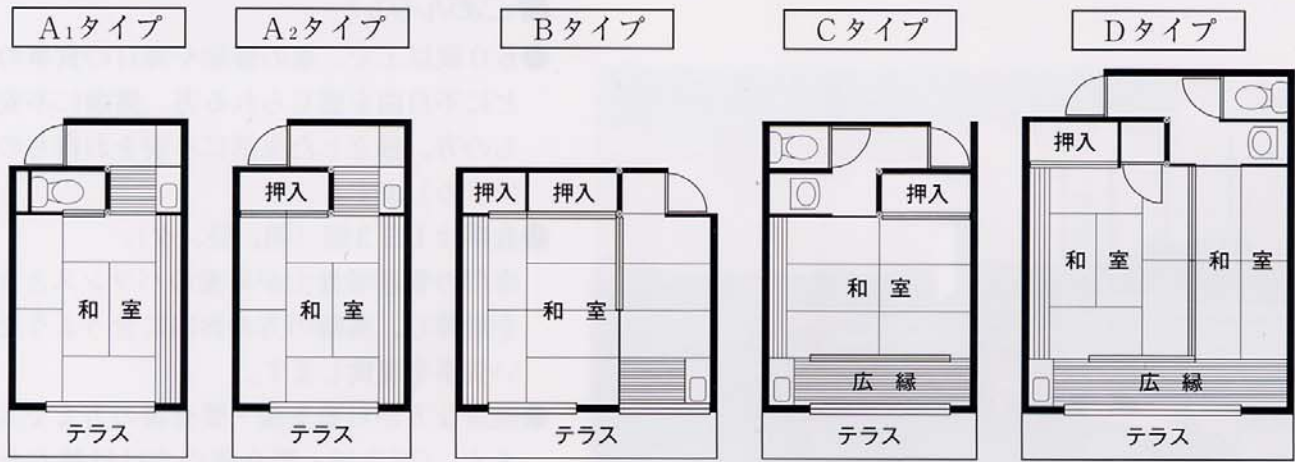 A₁タイプ
A₂タイプ
Bタイプ
Cタイプ
Dタイプ
和室
テラス
押入
和室
テラス
押入
押入
和室
テラス
押入
和室
広縁
テラス
押入
和室
和室
広縁
テラス